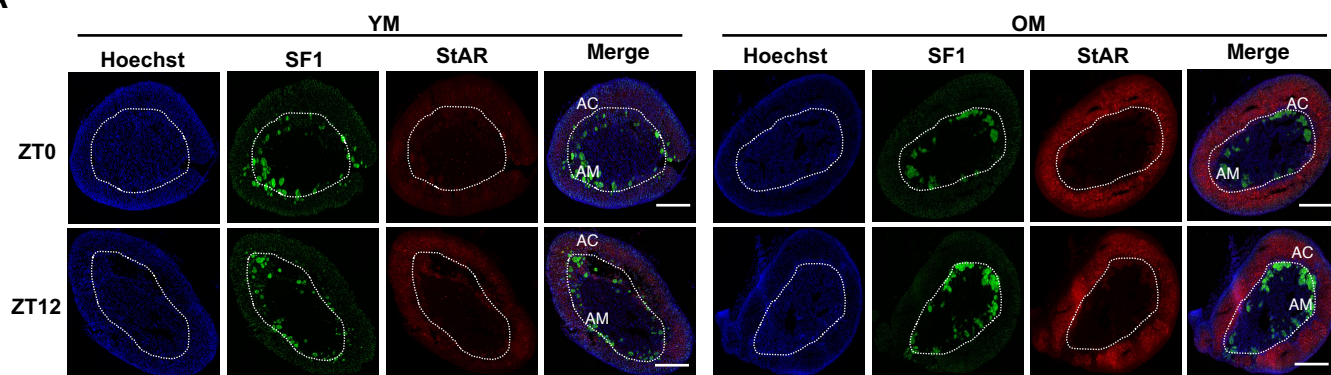 YM OM
Hoechst SF1 StAR Merge Hoechst SF1 StAR Merge
ZT0 AC AM AC AM
ZT12 AC AM AC AM